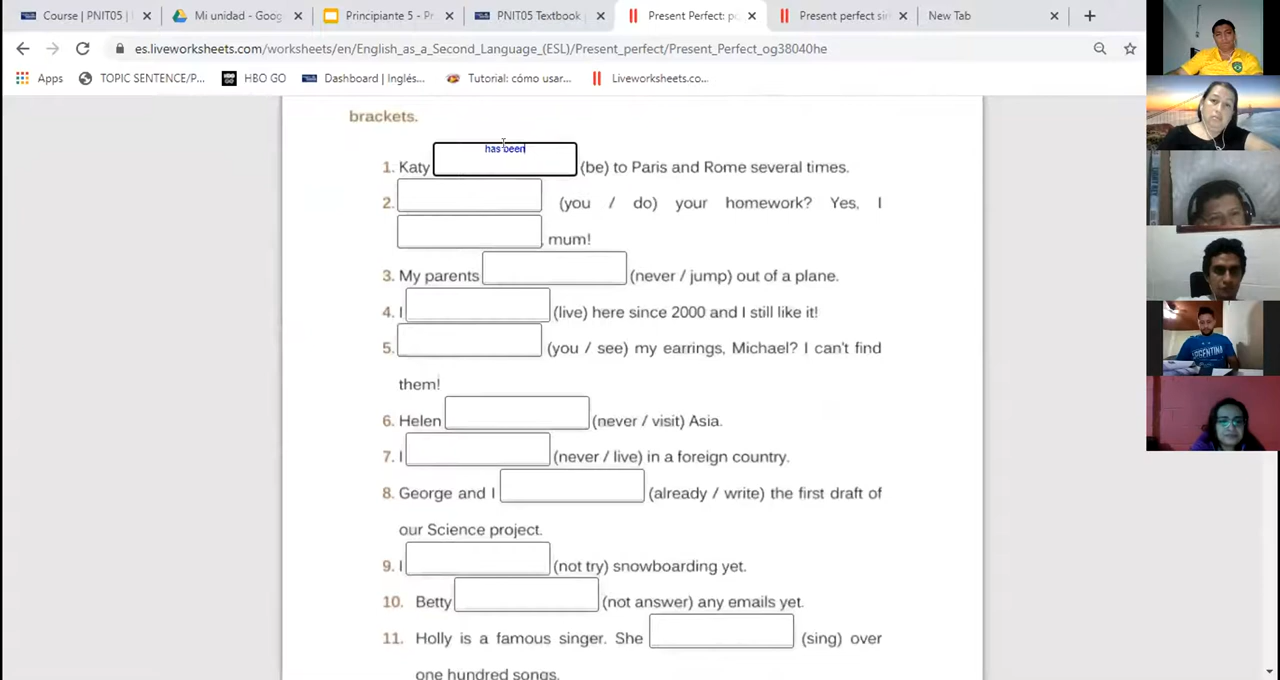 Course | PNIT05 | Mi unidad - Goog Principiante 5 - Pr PNIT05 Textbook Present Perfect: po Present perfect sim New Tab
es.liveworksheets.com/worksheets/en/English_as_a_Second_Language_(ESL)/Present_perfect/Present_Perfect_og38040he
Apps TOPIC SENTENCE/P... HBO GO Dashboard | Inglés,... Tutorial: cómo usar... Liveworksheets.co...
brackets.
has been
1. Katy (be) to Paris and Rome several times.
2. (you / do) your homework? Yes, I
, mum!
3. My parents (never / jump) out of a plane.
4. I (live) here since 2000 and I still like it!
5. (you / see) my earrings, Michael? I can't find
them!
6. Helen (never / visit) Asia.
7. I (never / live) in a foreign country.
8. George and I (already / write) the first draft of
our Science project.
9. I (not try) snowboarding yet.
10. Betty (not answer) any emails yet.
11. Holly is a famous singer. She (sing) over
one hundred songs.
ARGENTINA